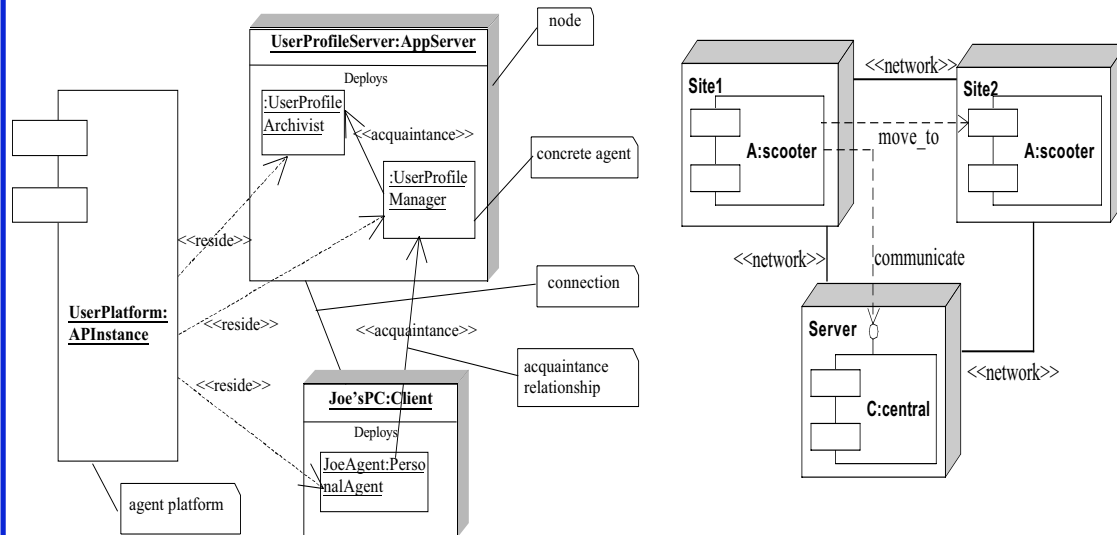 node
UserProfileServer:AppServer
Deploys
:UserProfile
Archivist
<<acquaintance>>
concrete agent
:UserProfile
Manager
<<reside>>
UserPlatform:
APInstance
connection
<<reside>>
<<acquaintance>>
<<reside>>
acquaintance
relationship
Joe'sPC:Client
Deploys
JoeAgent:Perso
nalAgent
agent platform
<<network>>
Site1
Site2
move_to
A:scooter
A:scooter
<<network>>
communicate
Server
<<network>>
C:central